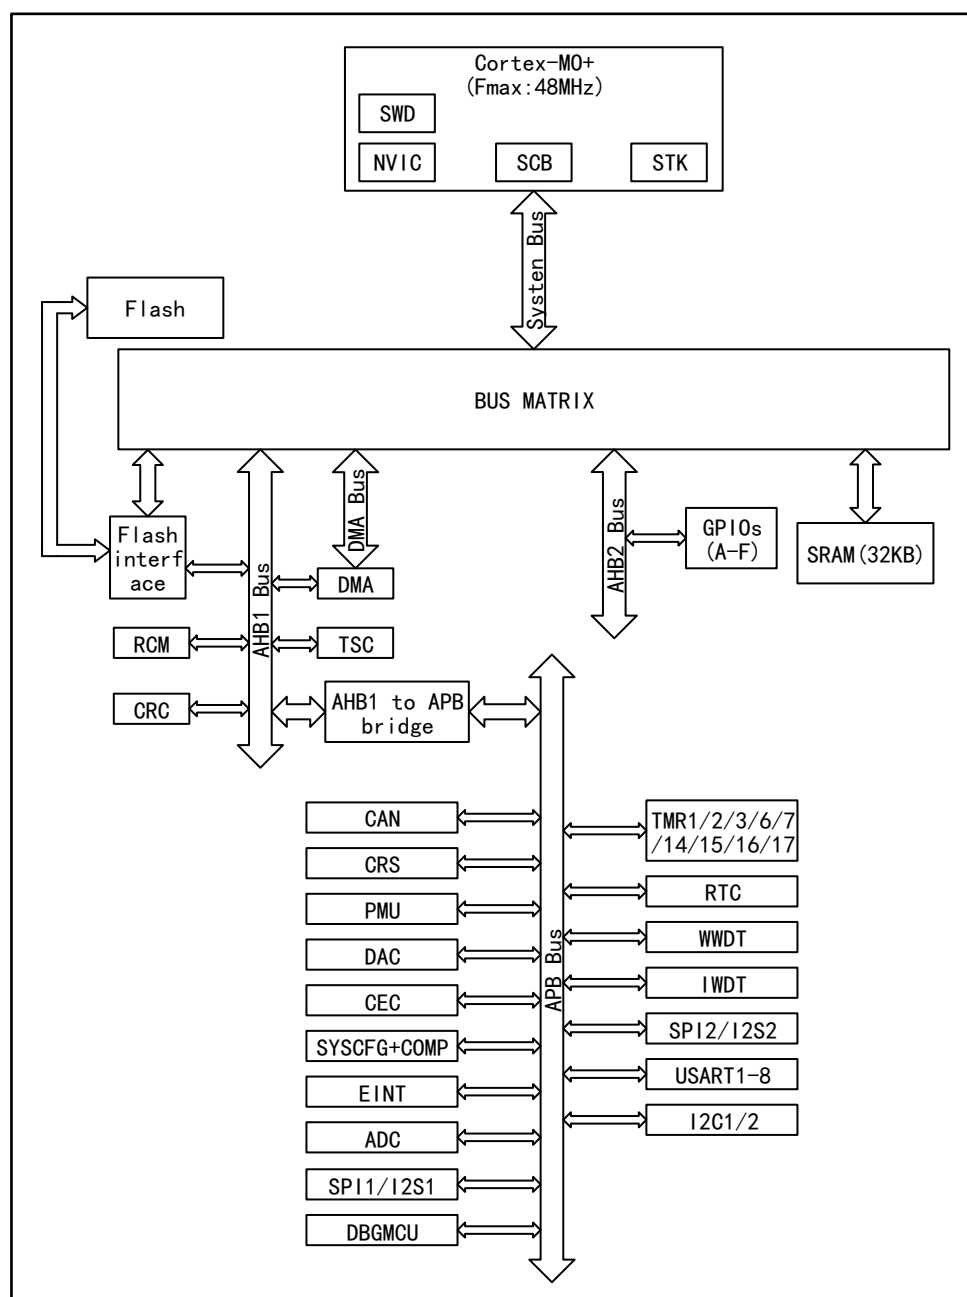 Cortex-M0+
(Fmax:48MHz)
SWD
NVIC
SCB
STK
Systen Bus
Flash
BUS MATRIX
DMA Bus
Flash
interf
ace
AHB1 Bus
DMA
AHB2 Bus
GPIOs
(A-F)
SRAM(32KB)
RCM
TSC
CRC
AHB1 to APB
bridge
CAN
TMR1/2/3/6/7
/14/15/16/17
CRS
RTC
PMU
WWDT
DAC
APB Bus
IWDT
CEC
SPI2/I2S2
SYSCFG+COMP
USART1-8
EINT
I2C1/2
ADC
SPI1/I2S1
DBGMCU